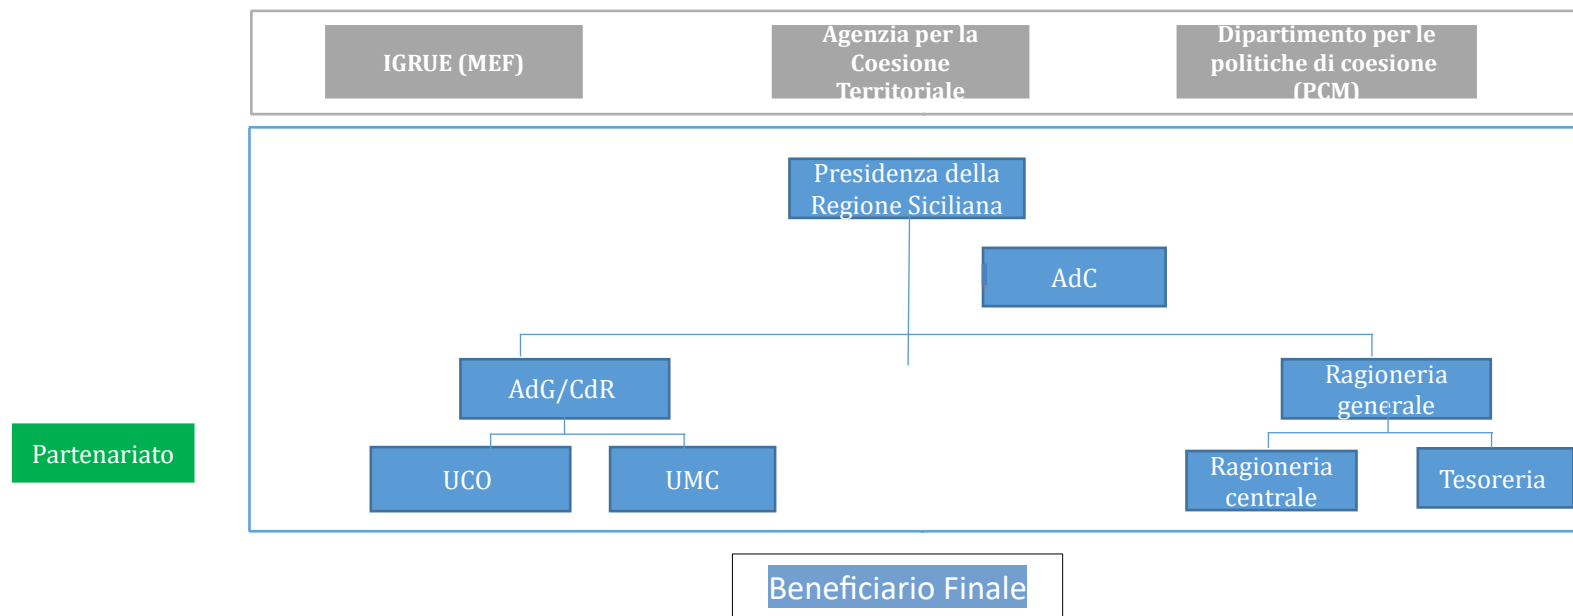 IGRUE (MEF)
Agenzia per la
Coesione
Territoriale
Dipartimento per le
politiche di coesione
(PCM)
Presidenza della
Regione Siciliana
AdC
AdG/CdR
Ragioneria
generale
Partenariato
UCO
UMC
Ragioneria
centrale
Tesoreria
Beneficiario Finale